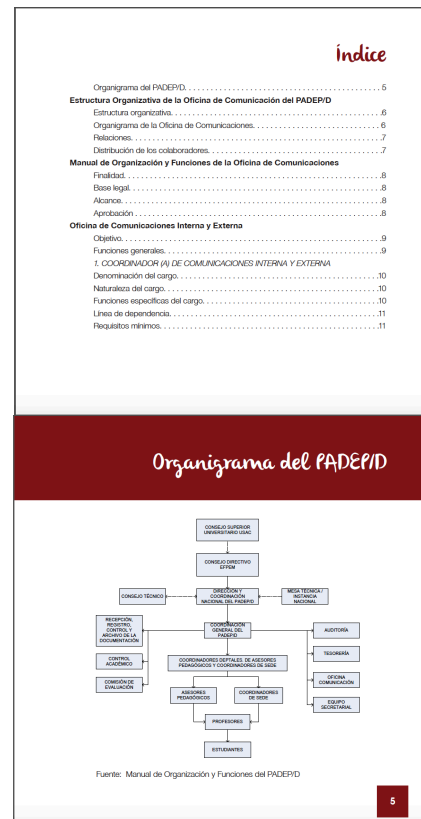 Índice
Organigrama del PADEP/D. . . . . . . . . . . . . . . . . . . . . . . . . . . . . . . . . . . . . . . . . . . . . 5
Estructura Organizativa de la Oficina de Comunicación del PADEP/D
Estructura organizativa. . . . . . . . . . . . . . . . . . . . . . . . . . . . . . . . . . . . . . . . . . . . . . .6
Organigrama de la Oficina de Comunicaciones. . . . . . . . . . . . . . . . . . . . . . . . . . . . 6
Relaciones. . . . . . . . . . . . . . . . . . . . . . . . . . . . . . . . . . . . . . . . . . . . . . . . . . . . . . . .7
Distribución de los colaboradores. . . . . . . . . . . . . . . . . . . . . . . . . . . . . . . . . . . . . .7
Manual de Organización y Funciones de la Oficina de Comunicaciones
Finalidad. . . . . . . . . . . . . . . . . . . . . . . . . . . . . . . . . . . . . . . . . . . . . . . . . . . . . . . . .8
Base legal. . . . . . . . . . . . . . . . . . . . . . . . . . . . . . . . . . . . . . . . . . . . . . . . . . . . . . . .8
Alcance. . . . . . . . . . . . . . . . . . . . . . . . . . . . . . . . . . . . . . . . . . . . . . . . . . . . . . . . . .8
Aprobación . . . . . . . . . . . . . . . . . . . . . . . . . . . . . . . . . . . . . . . . . . . . . . . . . . . . . . .8
Oficina de Comunicaciones Interna y Externa
Objetivo. . . . . . . . . . . . . . . . . . . . . . . . . . . . . . . . . . . . . . . . . . . . . . . . . . . . . . . . . .9
Funciones generales. . . . . . . . . . . . . . . . . . . . . . . . . . . . . . . . . . . . . . . . . . . . . . . .9
1. COORDINADOR (A) DE COMUNICACIONES INTERNA Y EXTERNA
Denominación del cargo. . . . . . . . . . . . . . . . . . . . . . . . . . . . . . . . . . . . . . . . . . . .10
Naturaleza del cargo. . . . . . . . . . . . . . . . . . . . . . . . . . . . . . . . . . . . . . . . . . . . . . .10
Funciones específicas del cargo. . . . . . . . . . . . . . . . . . . . . . . . . . . . . . . . . . . . . .10
Línea de dependencia. . . . . . . . . . . . . . . . . . . . . . . . . . . . . . . . . . . . . . . . . . . . . .11
Requisitos mínimos. . . . . . . . . . . . . . . . . . . . . . . . . . . . . . . . . . . . . . . . . . . . . . . .11
Organigrama del PADEP/D
CONSEJO SUPERIOR
UNIVERSITARIO USAC
CONSEJO DIRECTIVO
EFPEM
CONSEJO TÉCNICO
DIRECCIÓN Y
COORDINACIÓN
NACIONAL DEL PADEP/D
MESA TÉCNICA /
INSTANCIA
NACIONAL
RECEPCIÓN,
REGISTRO,
CONTROL Y
ARCHIVO DE LA
DOCUMENTACIÓN
COORDINACIÓN
GENERAL DEL
PADEP/D
AUDITORÍA
CONTROL
ACADÉMICO
COORDINADORES DEPTALES. DE ASESORES
PEDAGÓGICOS Y COORDINADORES DE SEDE
TESORERÍA
COMISIÓN DE
EVALUACIÓN
ASESORES
PEDAGÓGICOS
COORDINADORES
DE SEDE
OFICINA
COMUNICACIÓN
EQUIPO
SECRETARIAL
PROFESORES
ESTUDIANTES
Fuente: Manual de Organización y Funciones del PADEP/D
5